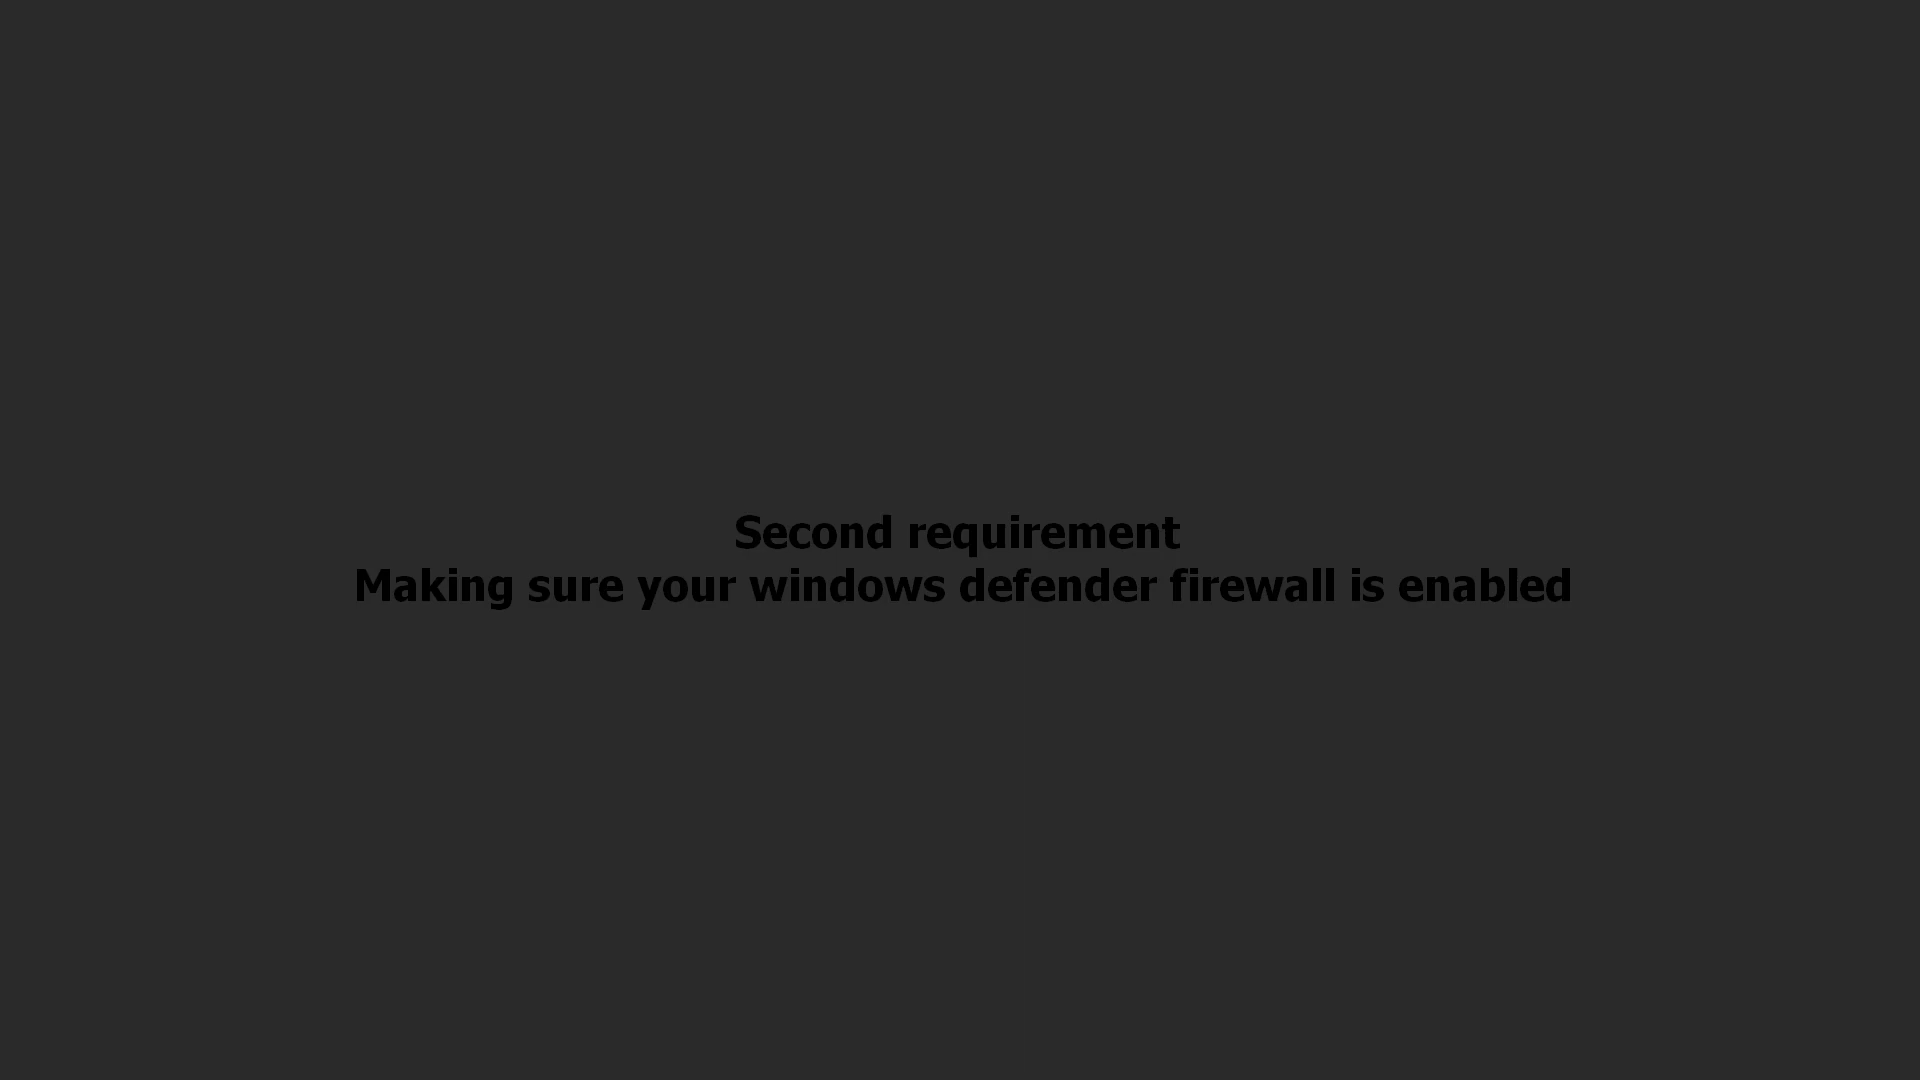 Second requirement
Making sure your windows defender firewall is enabled